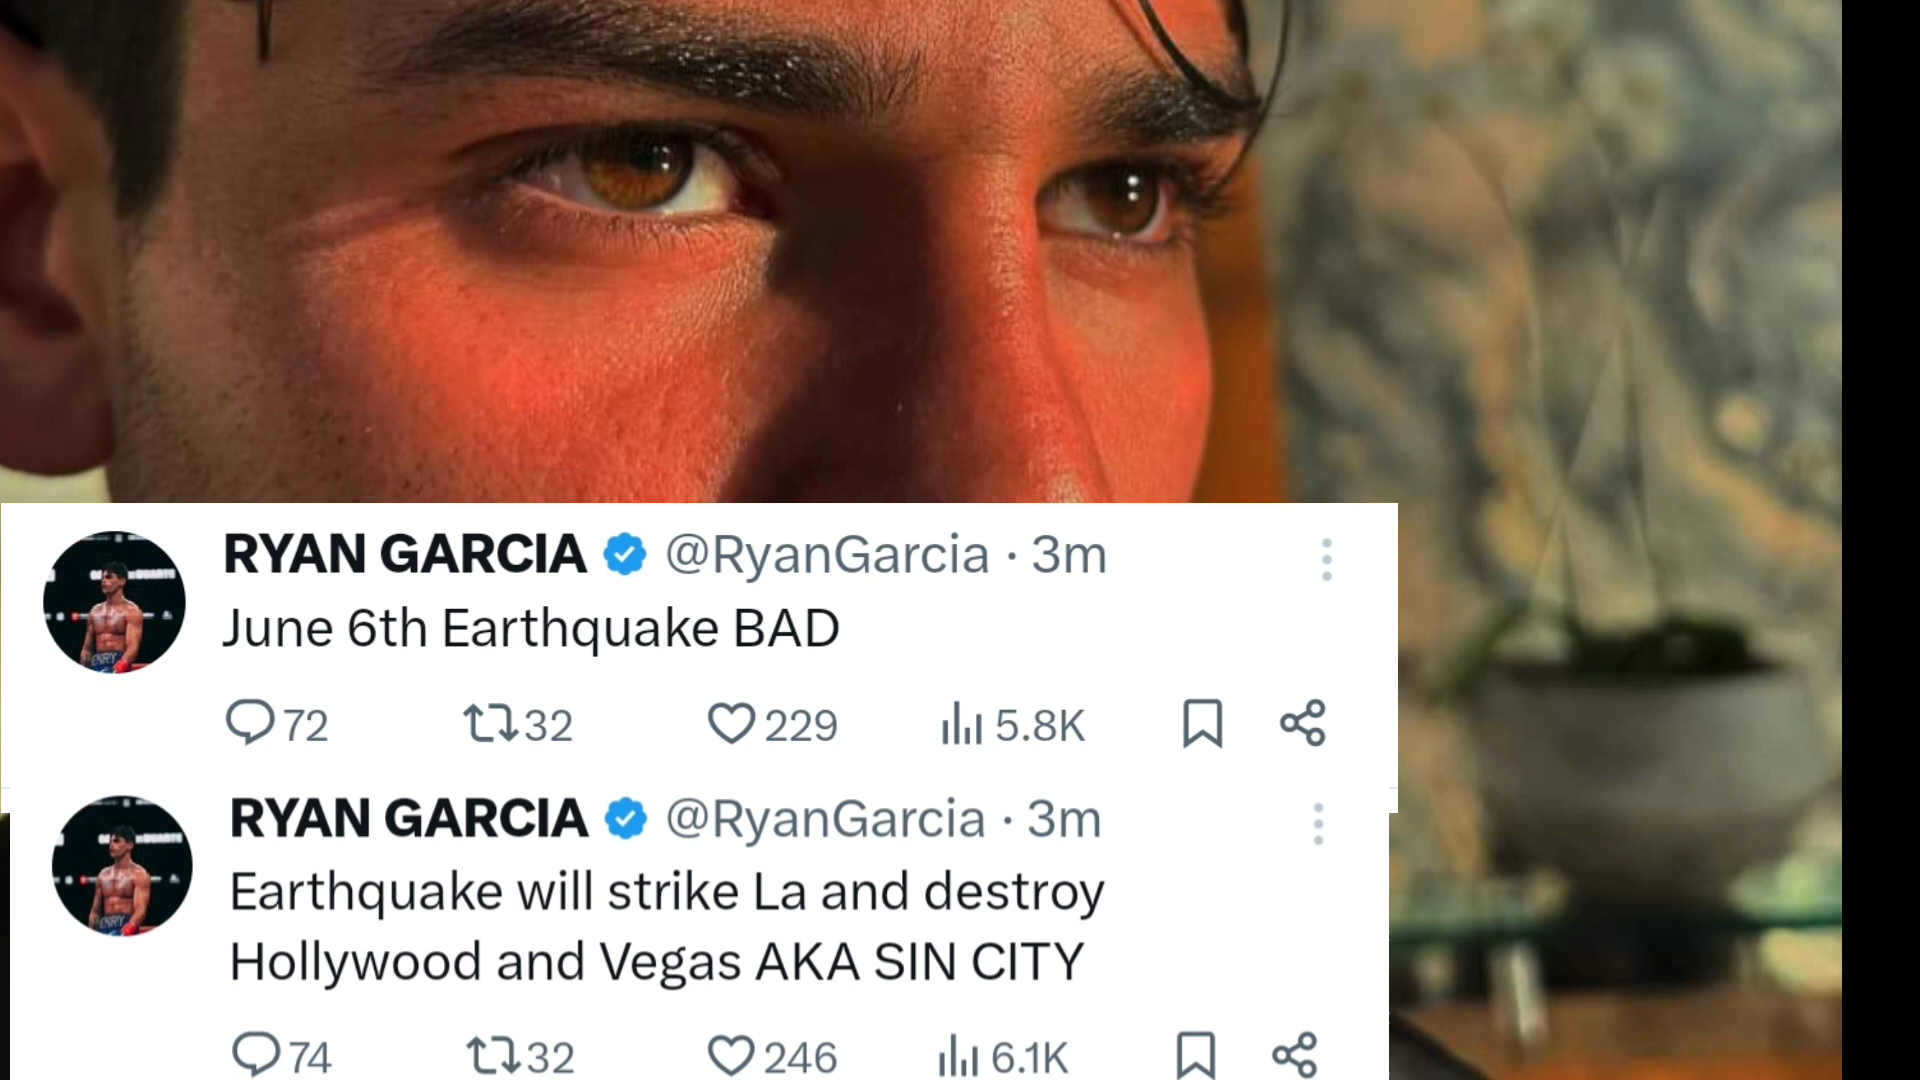 RYAN GARCIA @RyanGarcia · 3m
June 6th Earthquake BAD
72 32 229 5.8K
RYAN GARCIA @RyanGarcia · 3m
Earthquake will strike La and destroy
Hollywood and Vegas AKA SIN CITY
74 32 246 6.1K